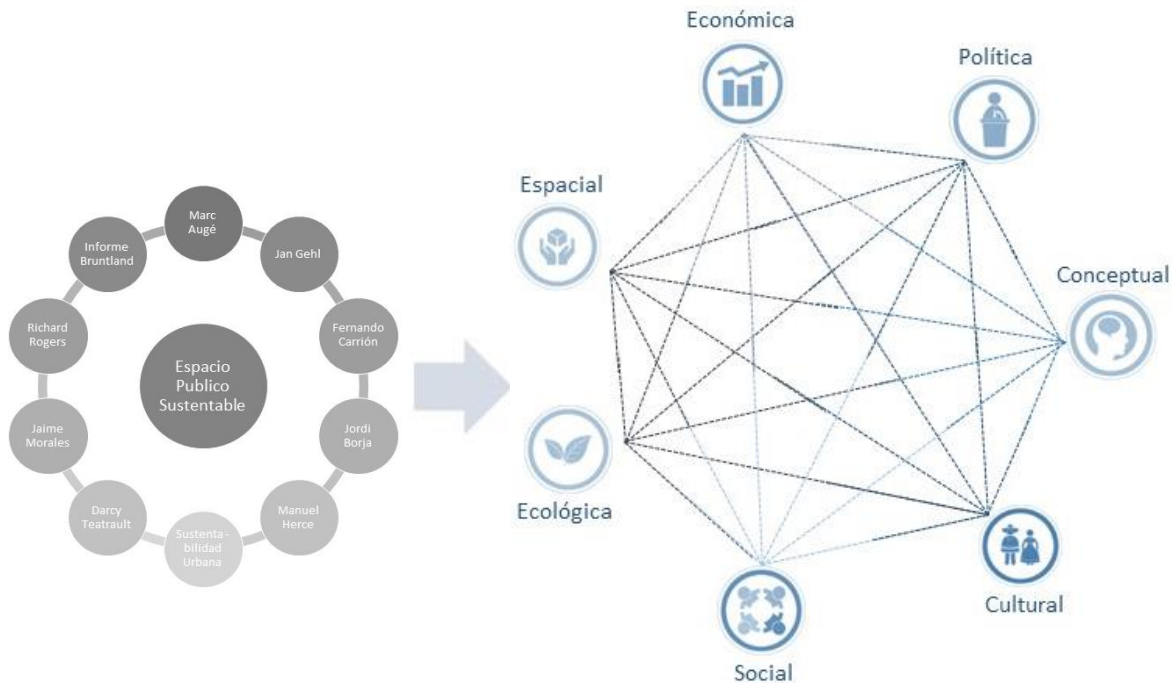 Marc
Augé
Jan Gehl
Fernando
Carrión
Jordi
Borja
Manuel
Herce
Sustenta -
bilidad
Urbana
Darcy
Teatrault
Jaime
Morales
Richard
Rogers
Informe
Bruntland
Espacio
Publico
Sustentable
Económica
Política
Conceptual
Cultural
Social
Ecológica
Espacial